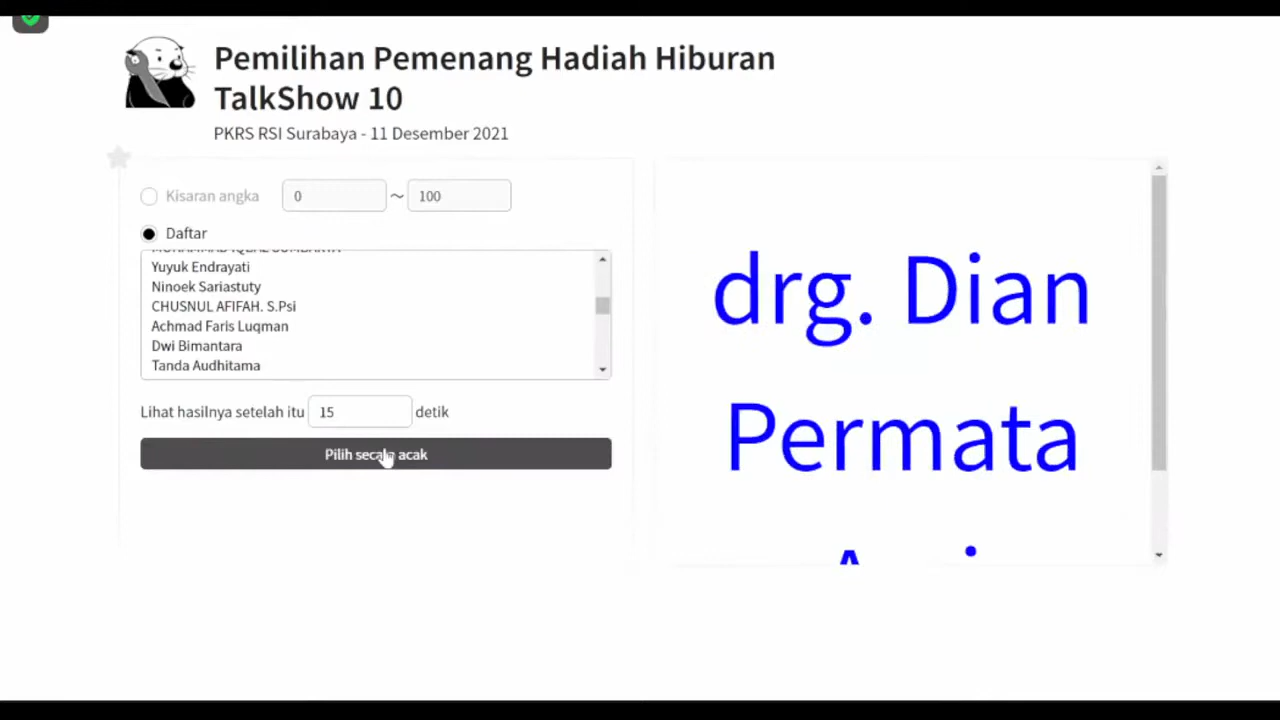 Pemilihan Pemenang Hadiah Hiburan
TalkShow 10
PKRS RSI Surabaya - 11 Desember 2021
Kisaran angka 0 ~ 100
Daftar
Yuyuk Endrayati
Ninoek Sariastuty
CHUSNUL AFIFAH. S.Psi
Achmad Faris Luqman
Dwi Bimantara
Tanda Audhitama
Lihat hasilnya setelah itu 15 detik
Pilih secara acak
drg. Dian
Permata